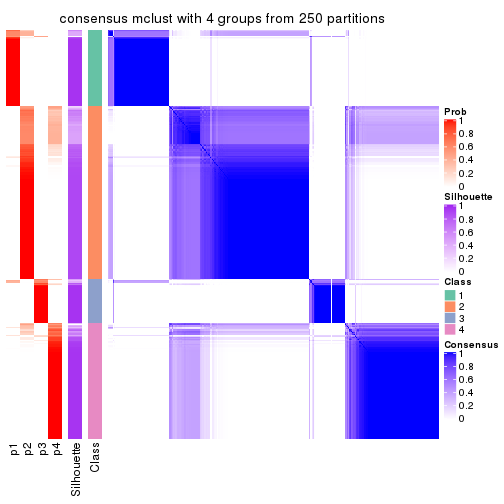 consensus mclust with 4 groups from 250 partitions
Prob
1
0.8
0.6
0.4
0.2
0
Silhouette
1
0.8
0.6
0.4
0.2
0
Class
1
2
3
4
Consensus
1
0.8
0.6
0.4
0.2
0
p1
p2
p3
p4
Silhouette
Class